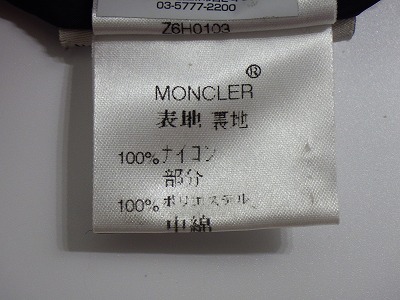 03-5777-2200
Z6H0103
MONCLER®
表地 裏地
100% ナイロン
部分
100% ポリエステル
中綿